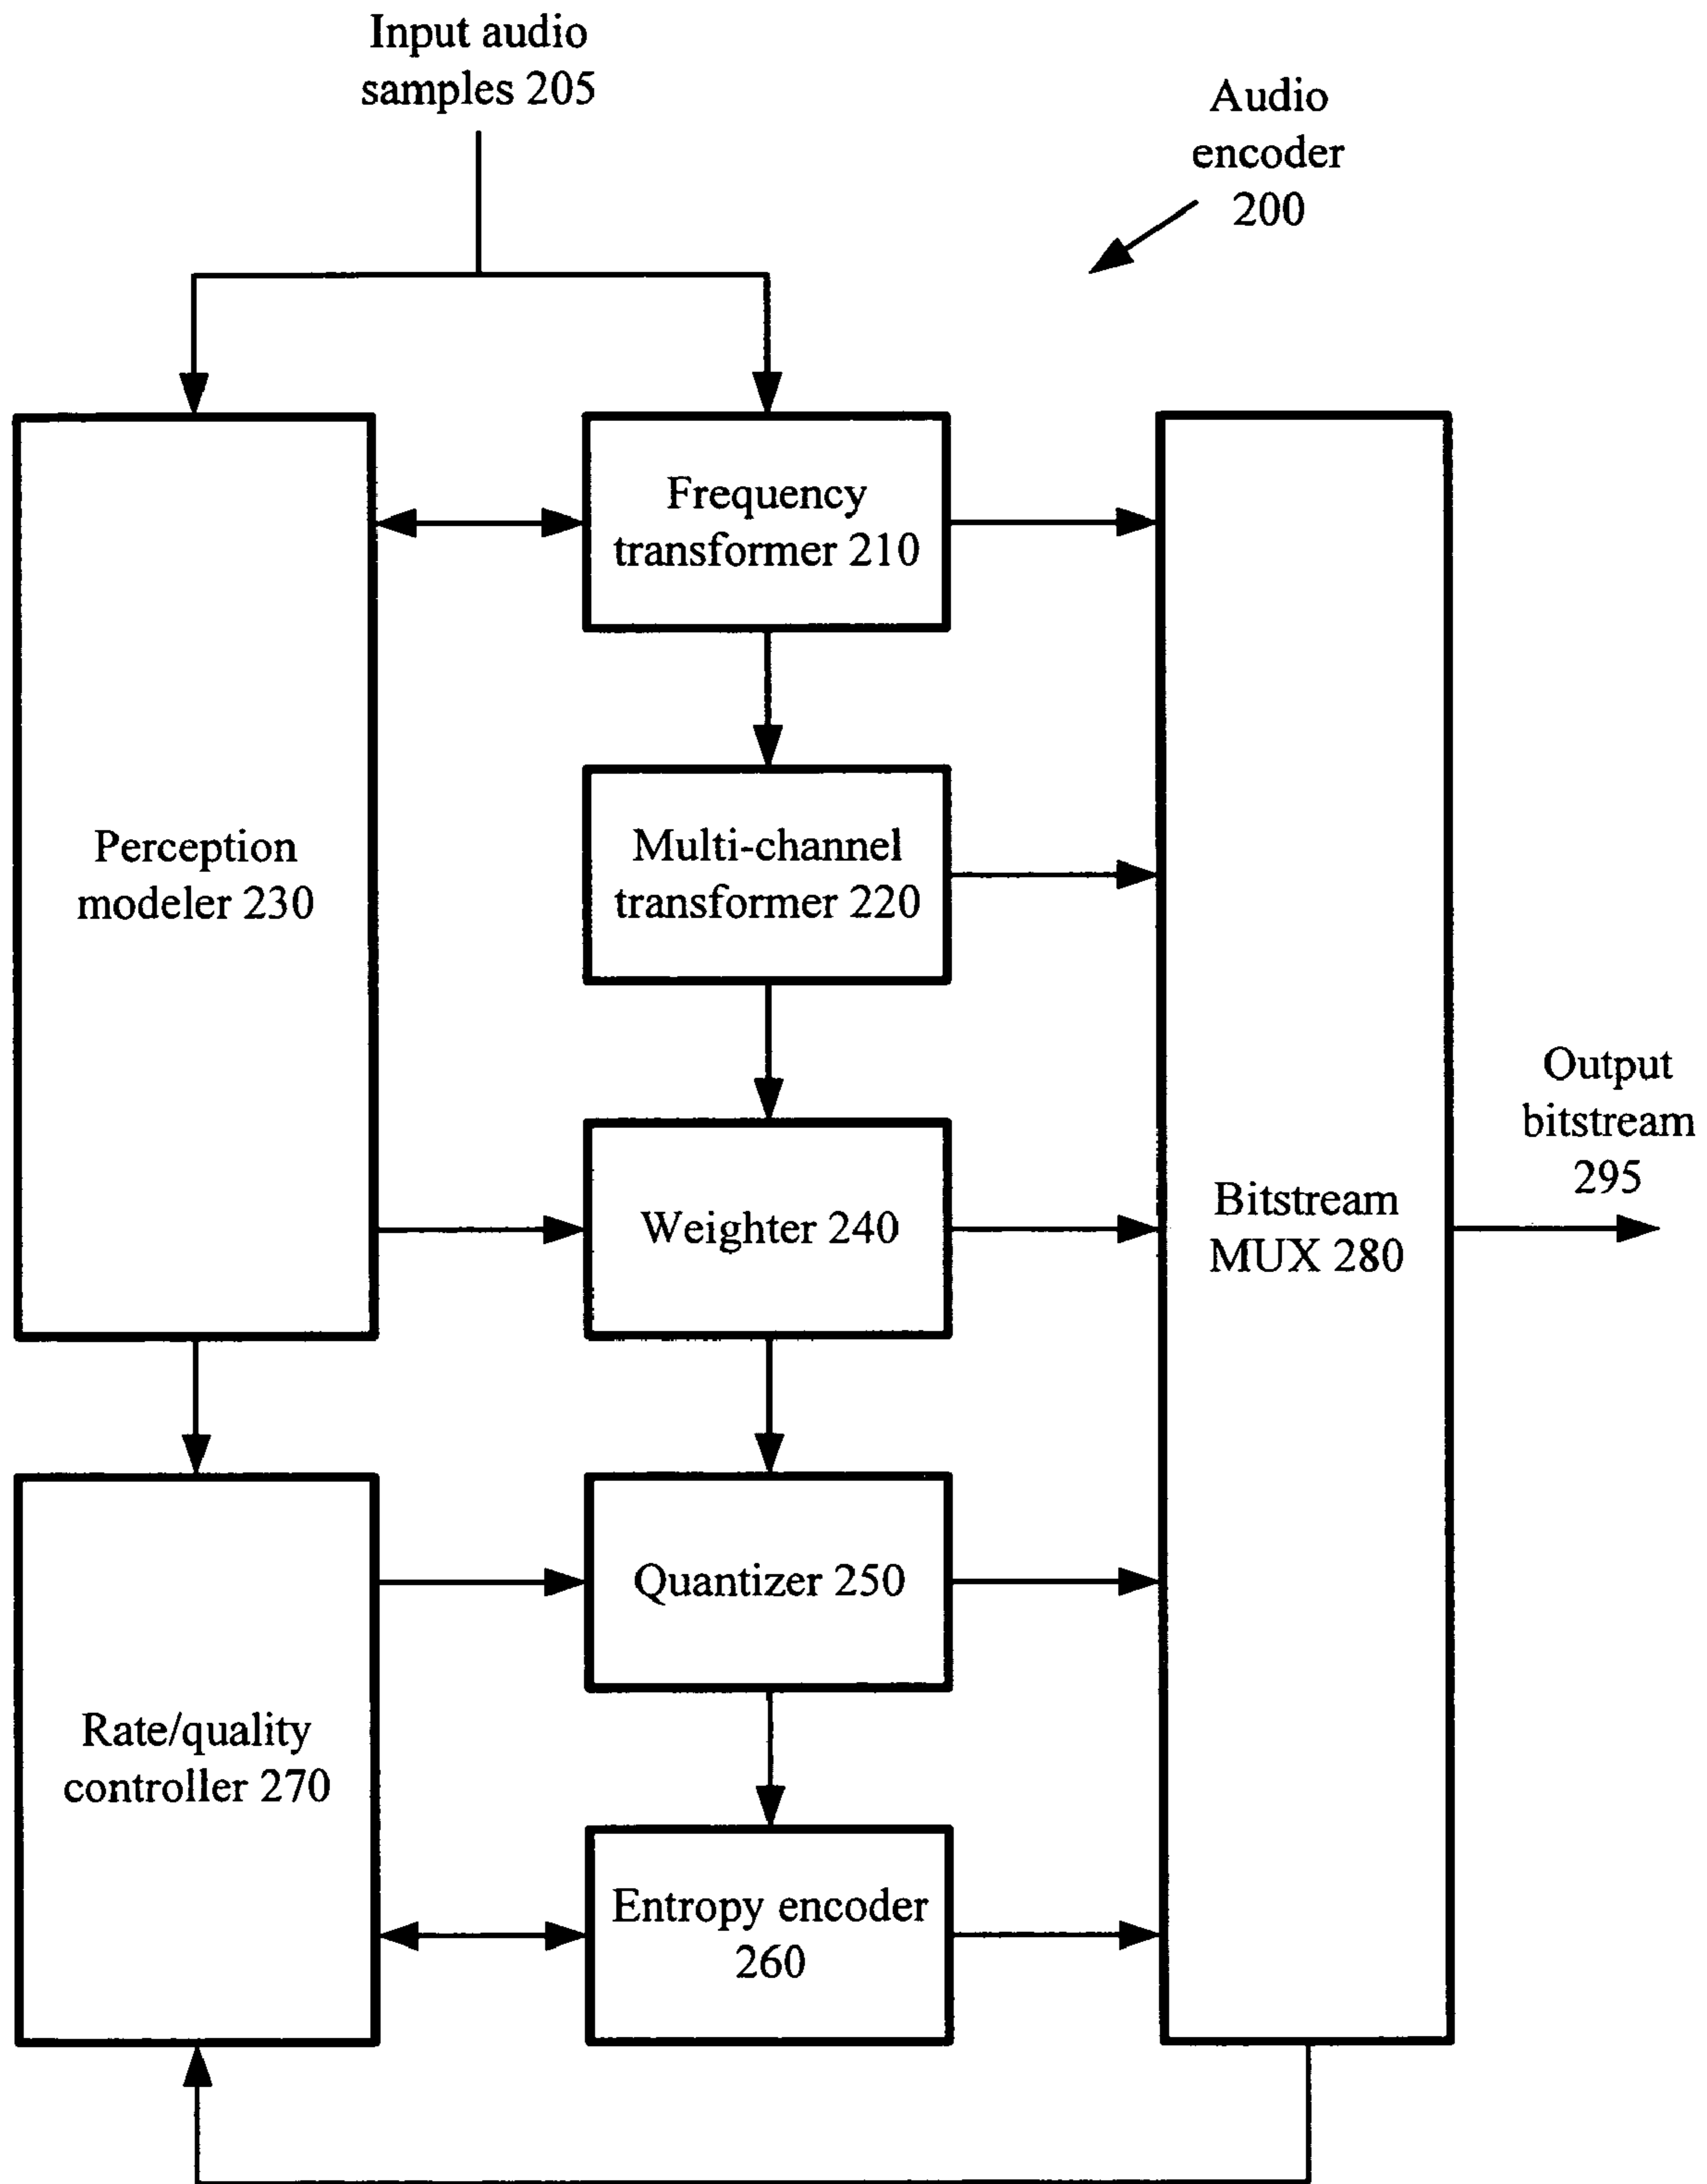 Input audio
samples 205
Audio
encoder
200
Frequency
transformer 210
Perception
modeler 230
Multi-channel
transformer 220
Output
bitstream
295
Weighter 240
Bitstream
MUX 280
Quantizer 250
Rate/quality
controller 270
Entropy encoder
260